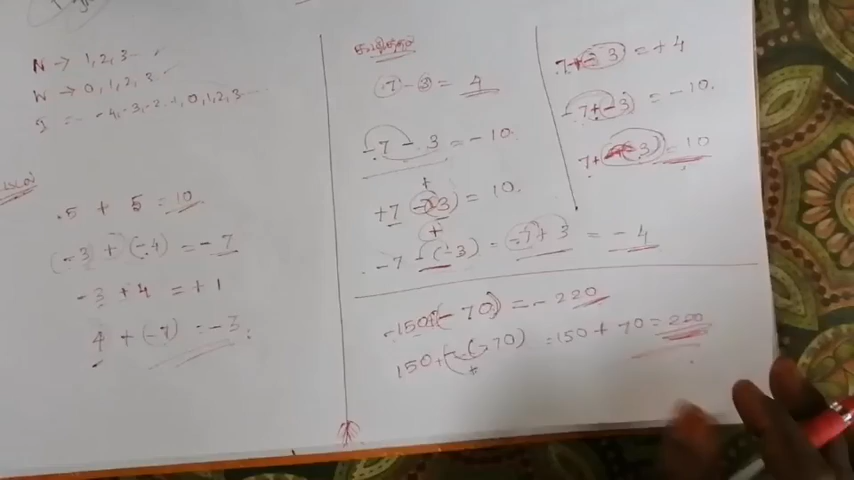 N → 1, 2, 3 -
W → 0, 1, 2, 3
I = - -4, -3, -2 -1, 0, 1, 2, 3
5 + 5 = 10
(-3) + (-4) = -7
-3 + 4 = +1
4 + (-7) = -3
7 - 3 = 4
-7 - 3 = -10
+7 -(-3) = 10
-7 - (-3) = -7 + 3 = -4
= +4
-7 + -3 = -10
= 10
-150 + (-70) = -220
150 + (-(-70) = 150 + 70 = 220